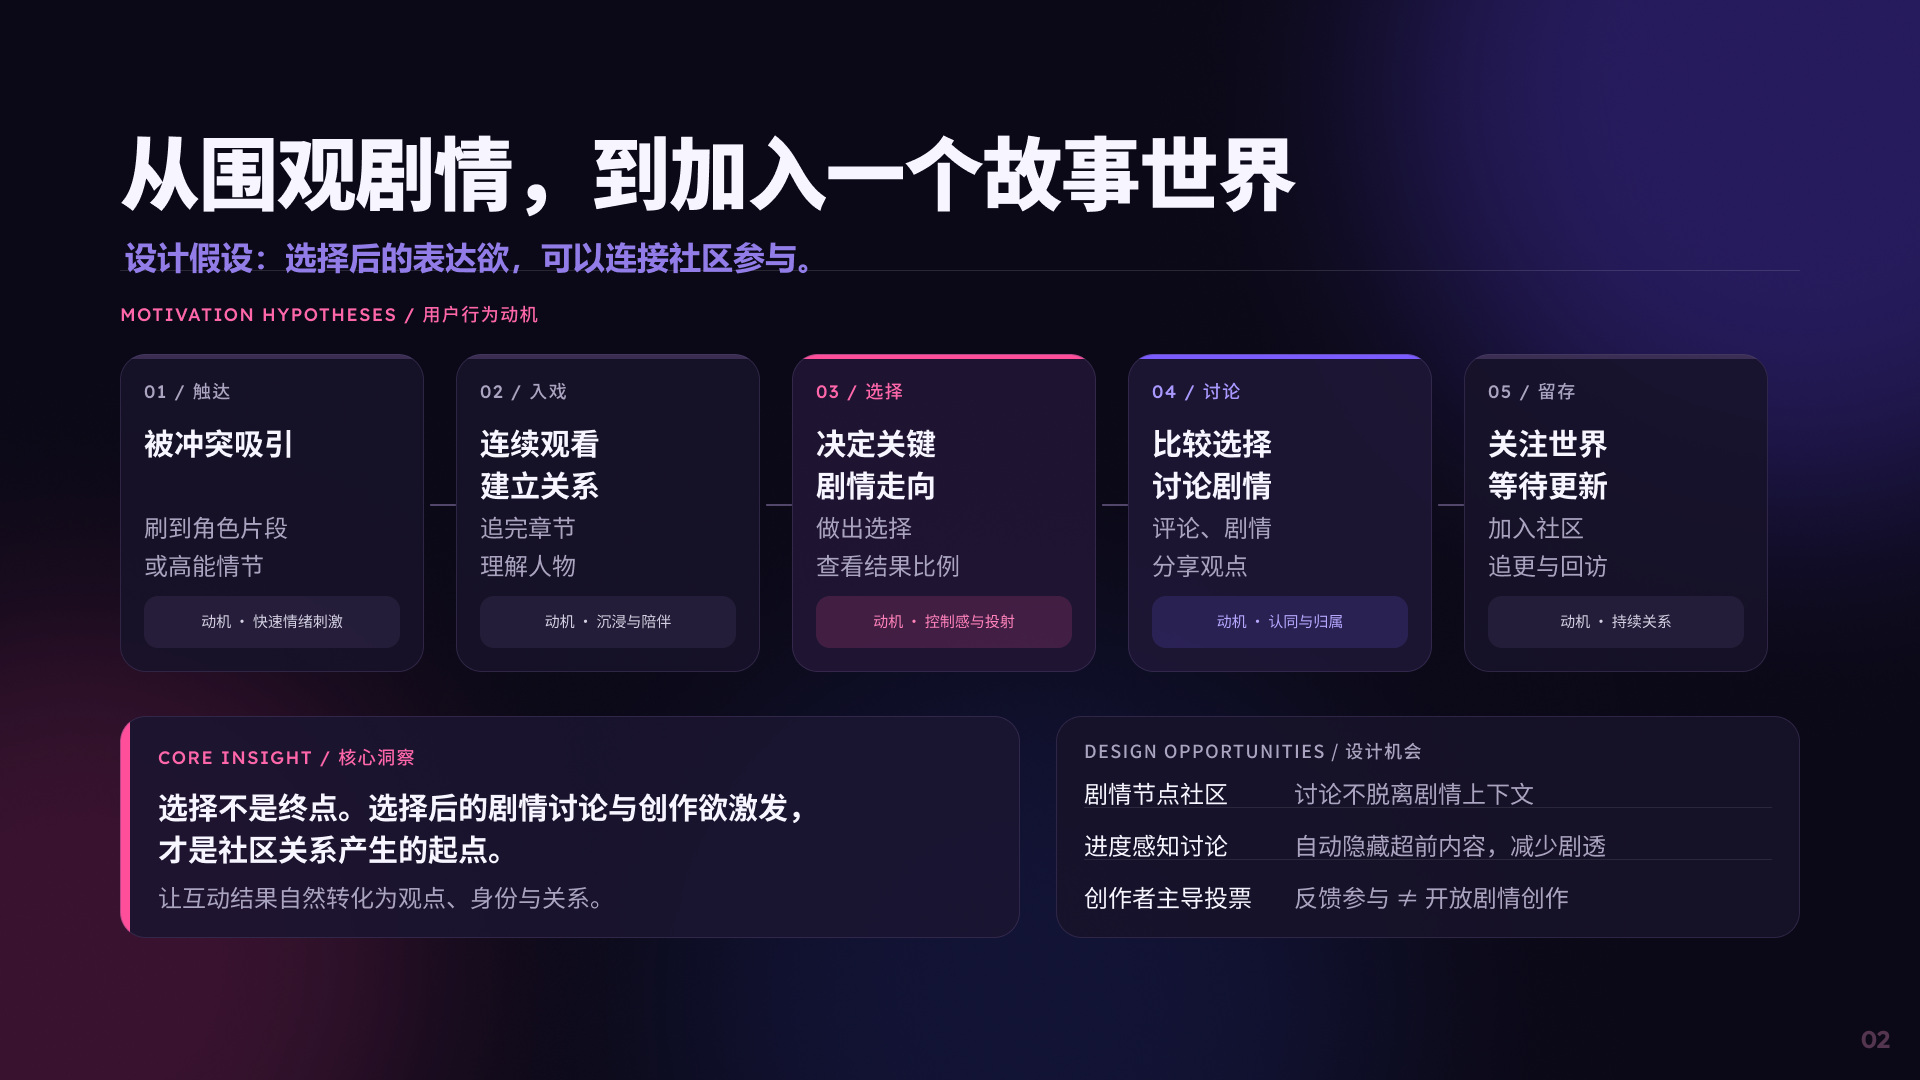 从围观剧情，到加入一个故事世界
设计假设：选择后的表达欲，可以连接社区参与。
MOTIVATION HYPOTHESES / 用户行为动机
01 / 触达
被冲突吸引
刷到角色片段
或高能情节
动机 · 快速情绪刺激
02 / 入戏
连续观看
建立关系
追完章节
理解人物
动机 · 沉浸与陪伴
03 / 选择
决定关键
剧情走向
做出选择
查看结果比例
动机 · 控制感与投射
04 / 讨论
比较选择
讨论剧情
评论、剧情
分享观点
动机 · 认同与归属
05 / 留存
关注世界
等待更新
加入社区
追更与回访
动机 · 持续关系
CORE INSIGHT / 核心洞察
选择不是终点。选择后的剧情讨论与创作欲激发，
才是社区关系产生的起点。
让互动结果自然转化为观点、身份与关系。
DESIGN OPPORTUNITIES / 设计机会
剧情节点社区 讨论不脱离剧情上下文
进度感知讨论 自动隐藏超前内容，减少剧透
创作者主导投票 反馈参与 ≠ 开放剧情创作
02